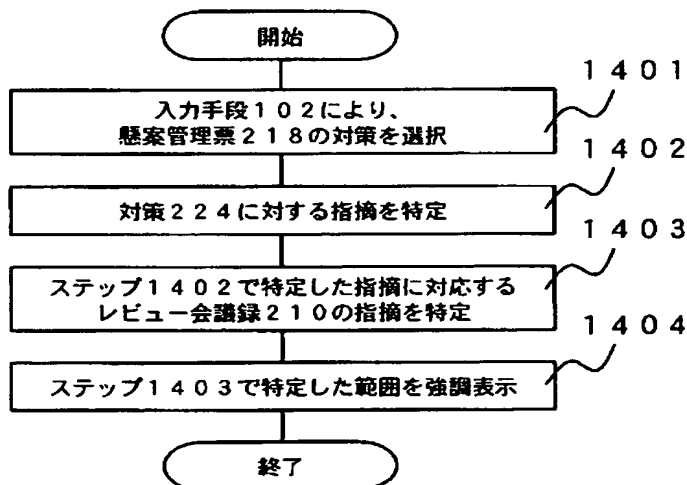 開始
1401
入力手段102により、
懸案管理票218の対策を選択
1402
対策224に対する指摘を特定
1403
ステップ1402で特定した指摘に対応する
レビュー会議録210の指摘を特定
1404
ステップ1403で特定した範囲を強調表示
終了